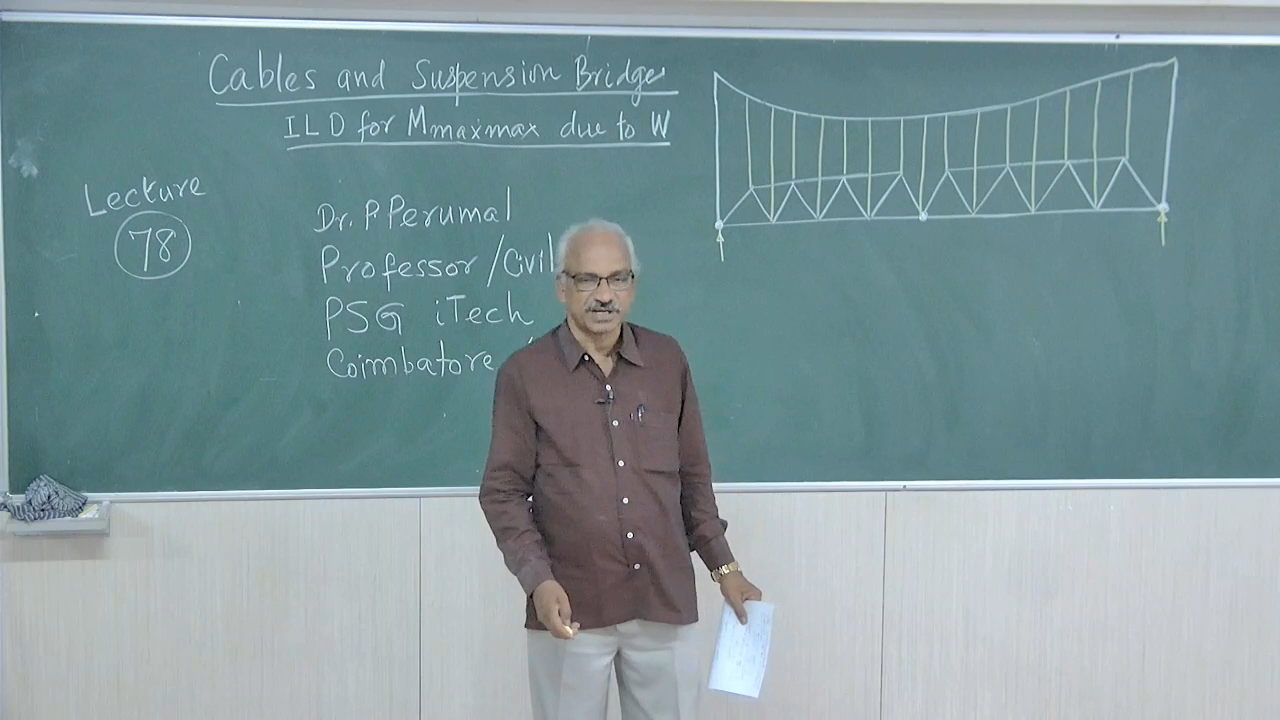 Cables and Suspension Bridges
ILD for Mmaxmax due to W
Lecture
78
Dr. P Perumal
Professor /Civil
PSG iTech
Coimbatore